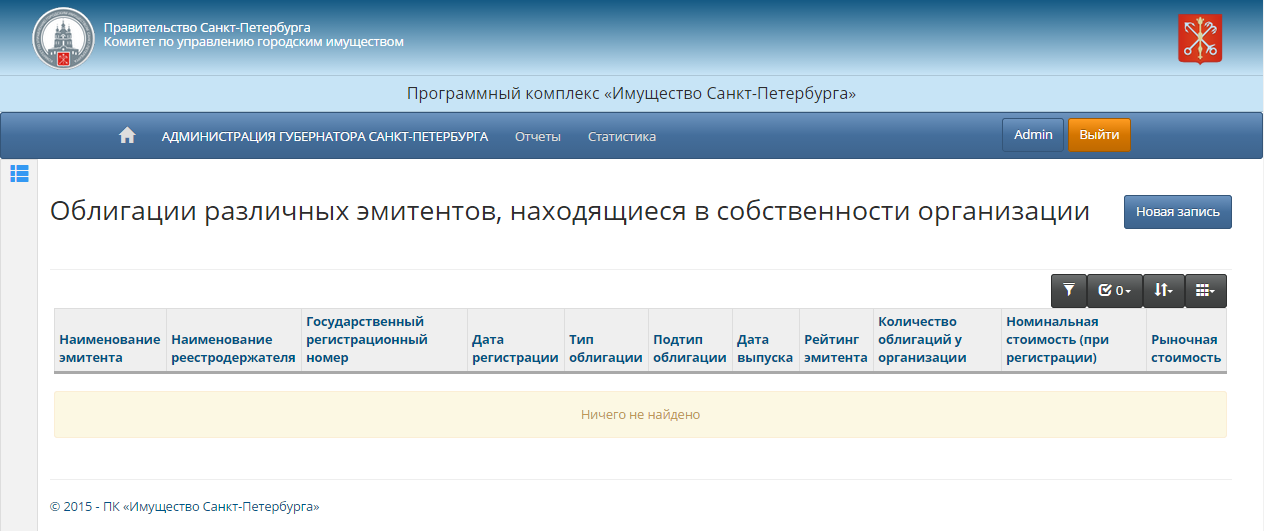 Правительство Санкт-Петербурга
Комитет по управлению городским имуществом
Программный комплекс «Имущество Санкт-Петербурга»
АДМИНИСТРАЦИЯ ГУБЕРНАТОРА САНКТ-ПЕТЕРБУРГА Отчеты Статистика Admin Выйти
Облигации различных эмитентов, находящиеся в собственности организации Новая запись
0
Наименование эмитента
Наименование реестродержателя
Государственный регистрационный номер
Дата регистрации
Тип облигации
Подтип облигации
Дата выпуска
Рейтинг эмитента
Количество облигаций у организации
Номинальная стоимость (при регистрации)
Рыночная стоимость
Ничего не найдено
© 2015 - ПК «Имущество Санкт-Петербурга»